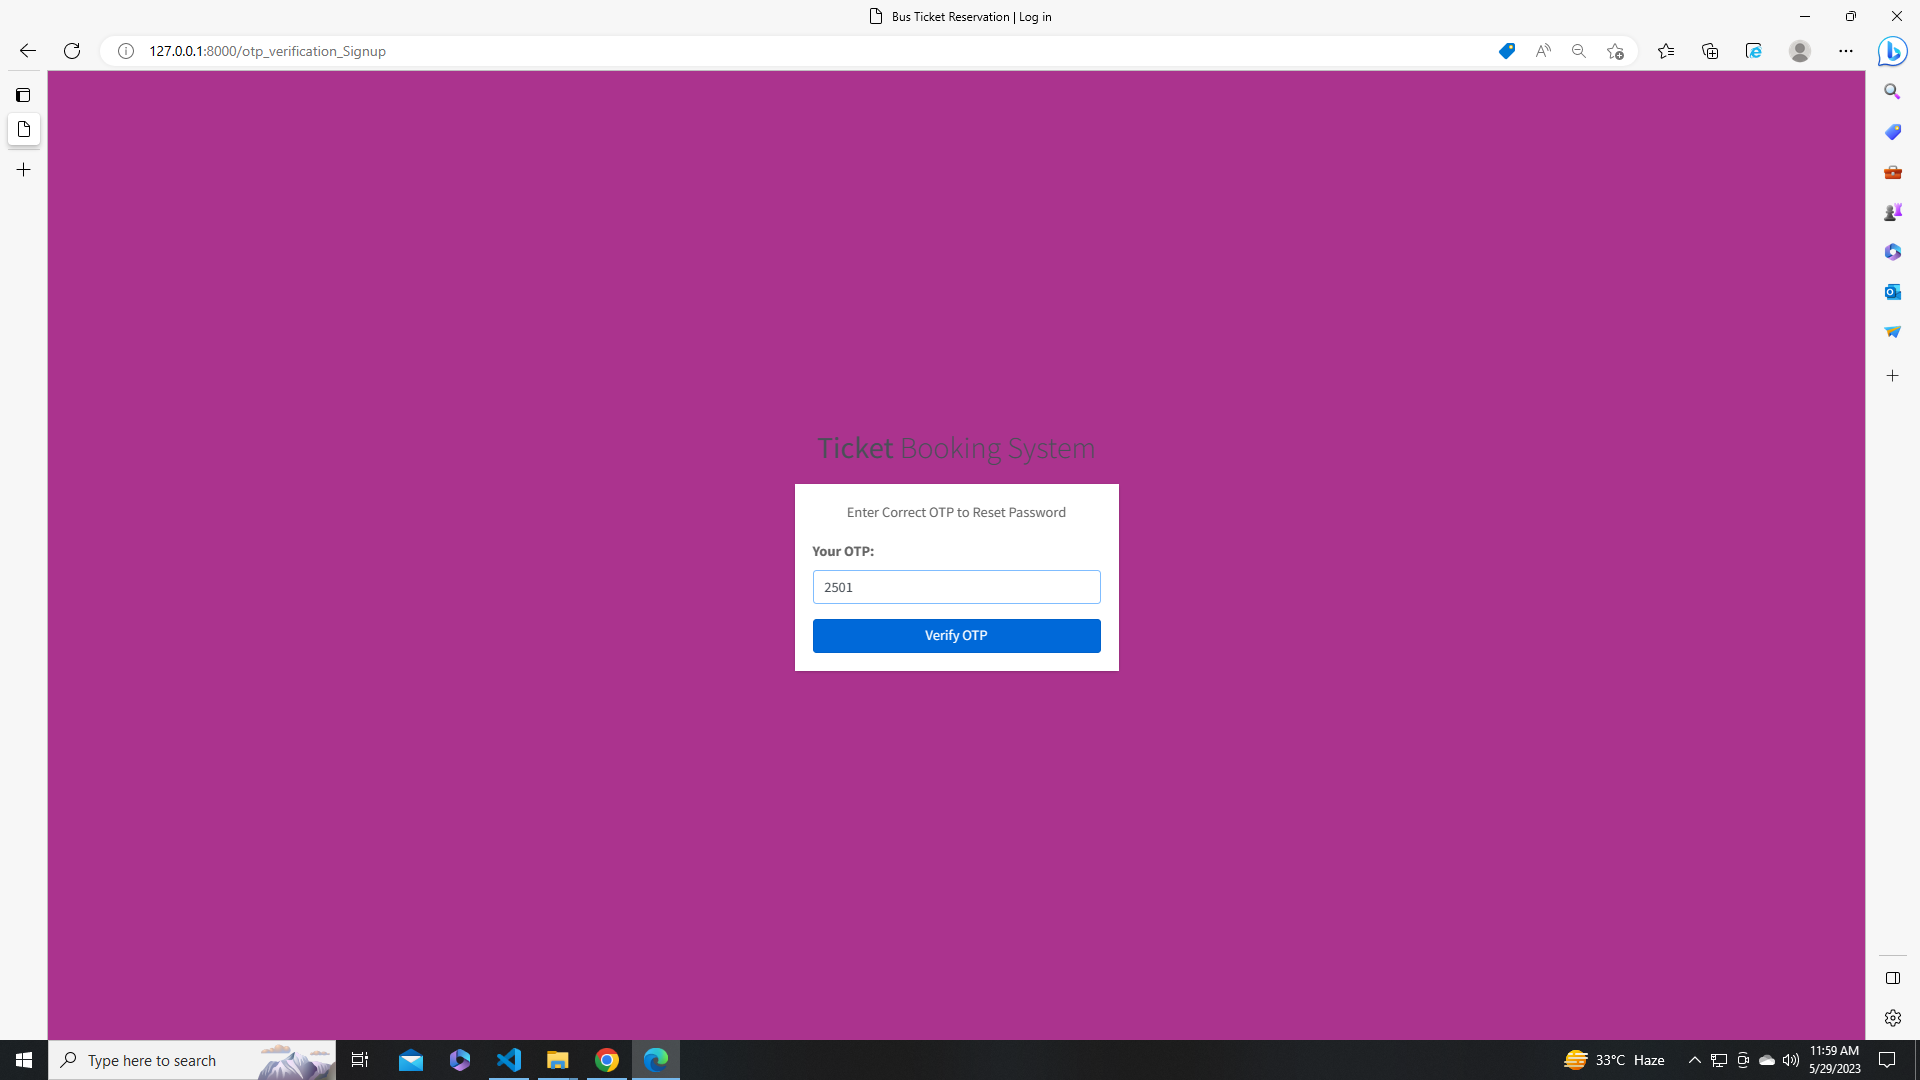 Bus Ticket Reservation | Log in
127.0.0.1:8000/otp_verification_Signup
Ticket Booking System
Enter Correct OTP to Reset Password
Your OTP:
2501
Verify OTP
Type here to search
33°C Haze
11:59 AM
5/29/2023